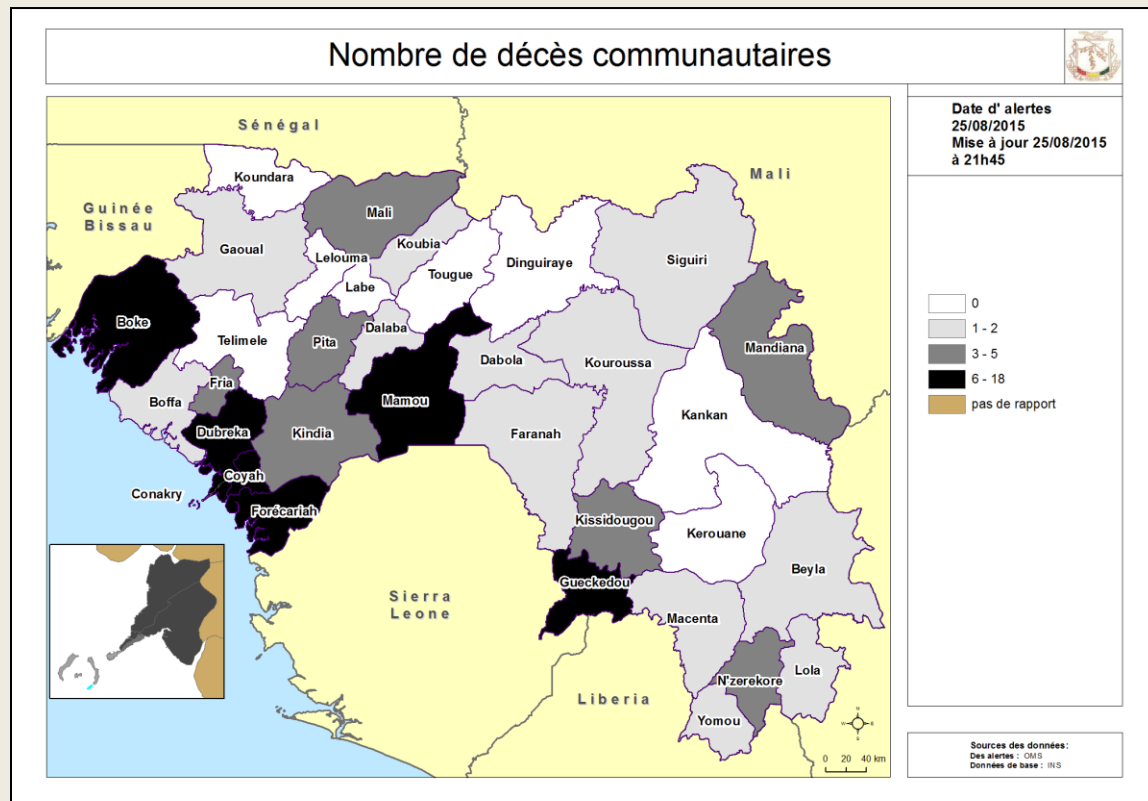 Nombre de décès communautaires
Date d' alertes
25/08/2015
Mise à jour 25/08/2015
à 21h45
Sénégal
Mali
Guinée
Bissau
Koundara
Mali
Gaoual
Koubia
Lelouma
Labe
Tougue
Dinguiraye
Siguiri
Boke
Telimele
Pita
Dalaba
Dabola
Kouroussa
Mandiana
Fria
Boffa
Mamou
Dubreka
Kindia
Faranah
Kankan
Coyah
Conakry
Forécariah
Kissidougou
Kerouane
Gueckedou
Beyla
Sierra
Leone
Macenta
N'zerekore
Lola
Liberia
Yomou
N
W
E
S
0 20 40 km
0
1 - 2
3 - 5
6 - 18
pas de rapport
Sources des données:
Des alertes : OMS
Données de base : INS